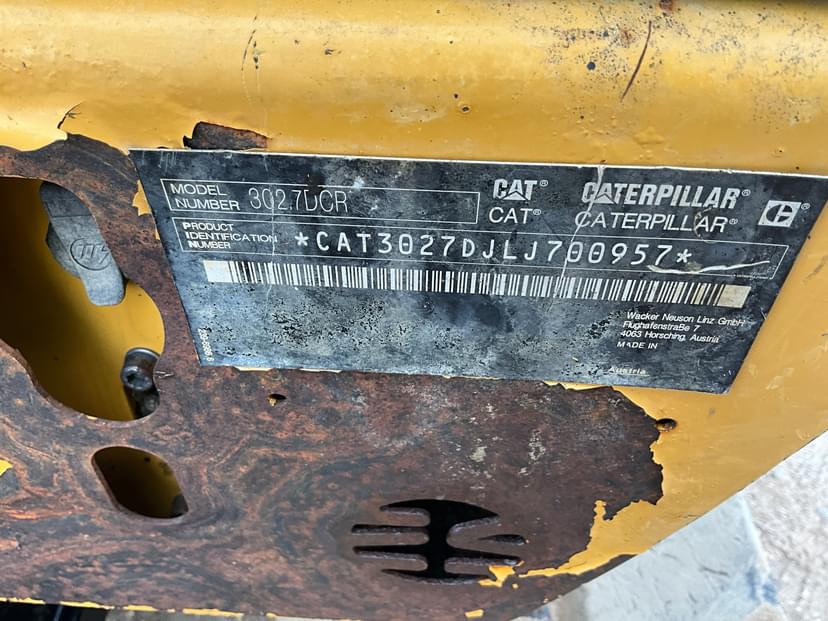 MODEL
NUMBER 302.7DCR
CAT® CATERPILLAR®
CAT® CATERPILLAR®
PRODUCT
IDENTIFICATION
NUMBER
*CAT3027DJLJ700957*
Wacker Neuson Linz GmbH
Flughafenstraße 7
4063 Horsching, Austria
MADE IN
Austria